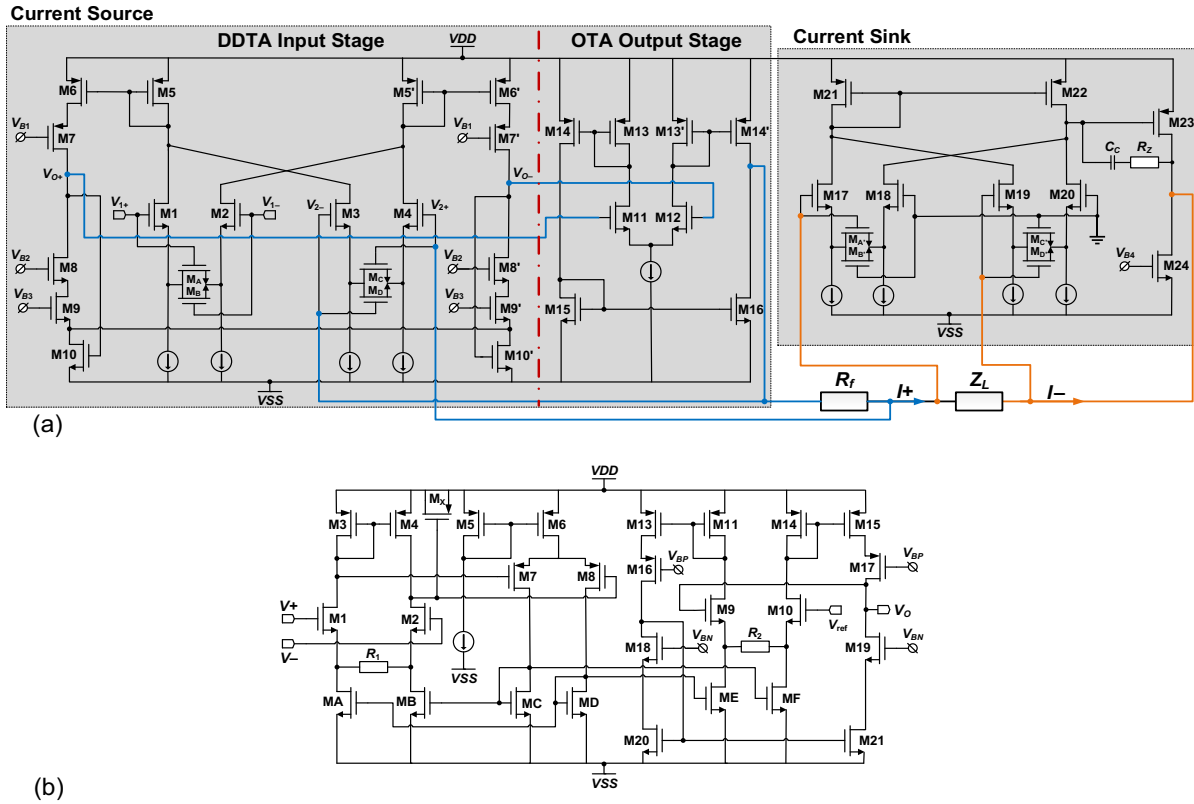 Current Source
DDTA Input Stage
VDD
OTA Output Stage
Current Sink
M6
M5
M5'
M6'
M14
M13
M13'
M14'
M21
M22
M23
VB1
M7
VB1
M7'
CC
RZ
VO+
VO–
V1+
M1
M2
V1–
V2–
M3
M4
V2+
M11
M12
M17
M18
M19
M20
VB2
M8
MA
MB
MC
MD
VB2
M8'
MA'
MB'
MC'
MD'
VB4
M24
VB3
M9
VB3
M9'
M15
M16
M10
M10'
VSS
VSS
Rf
I+
ZL
I–
(a)
VDD
M3
M4
MX
M5
M6
M13
M11
M14
M15
M7
M8
M16
VBP
M17
VBP
V+
M1
M2
M9
M10
Vref
VO
V–
R1
VSS
M18
VBN
R2
M19
VBN
MA
MB
MC
MD
ME
MF
M20
M21
VSS
(b)